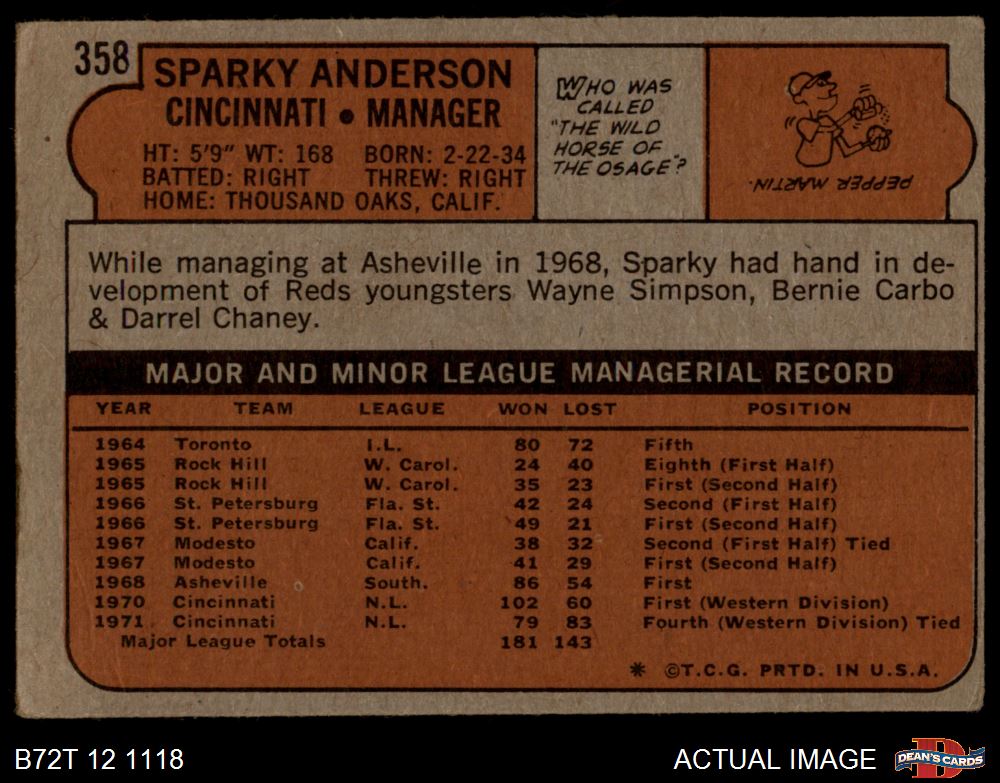 358
SPARKY ANDERSON
CINCINNATI • MANAGER
HT: 5'9" WT: 168 BORN: 2-22-34
BATTED: RIGHT THREW: RIGHT
HOME: THOUSAND OAKS, CALIF.
WHO WAS
CALLED
"THE WILD
HORSE OF
THE OSAGE"?
PEPPER MARTIN.
While managing at Asheville in 1968, Sparky had hand in de-
velopment of Reds youngsters Wayne Simpson, Bernie Carbo
& Darrel Chaney.
MAJOR AND MINOR LEAGUE MANAGERIAL RECORD
YEAR TEAM LEAGUE WON LOST POSITION
1964 Toronto I.L. 80 72 Fifth
1965 Rock Hill W. Carol. 24 40 Eighth (First Half)
1965 Rock Hill W. Carol. 35 23 First (Second Half)
1966 St. Petersburg Fla. St. 42 24 Second (First Half)
1966 St. Petersburg Fla. St. 49 21 First (Second Half)
1967 Modesto Calif. 38 32 Second (First Half) Tied
1967 Modesto Calif. 41 29 First (Second Half)
1968 Asheville South. 86 54 First
1970 Cincinnati N.L. 102 60 First (Western Division)
1971 Cincinnati N.L. 79 83 Fourth (Western Division) Tied
Major League Totals 181 143
* ©T.C.G. PRTD. IN U.S.A.
B72T 12 1118
ACTUAL IMAGE
D
DEAN'S CARDS